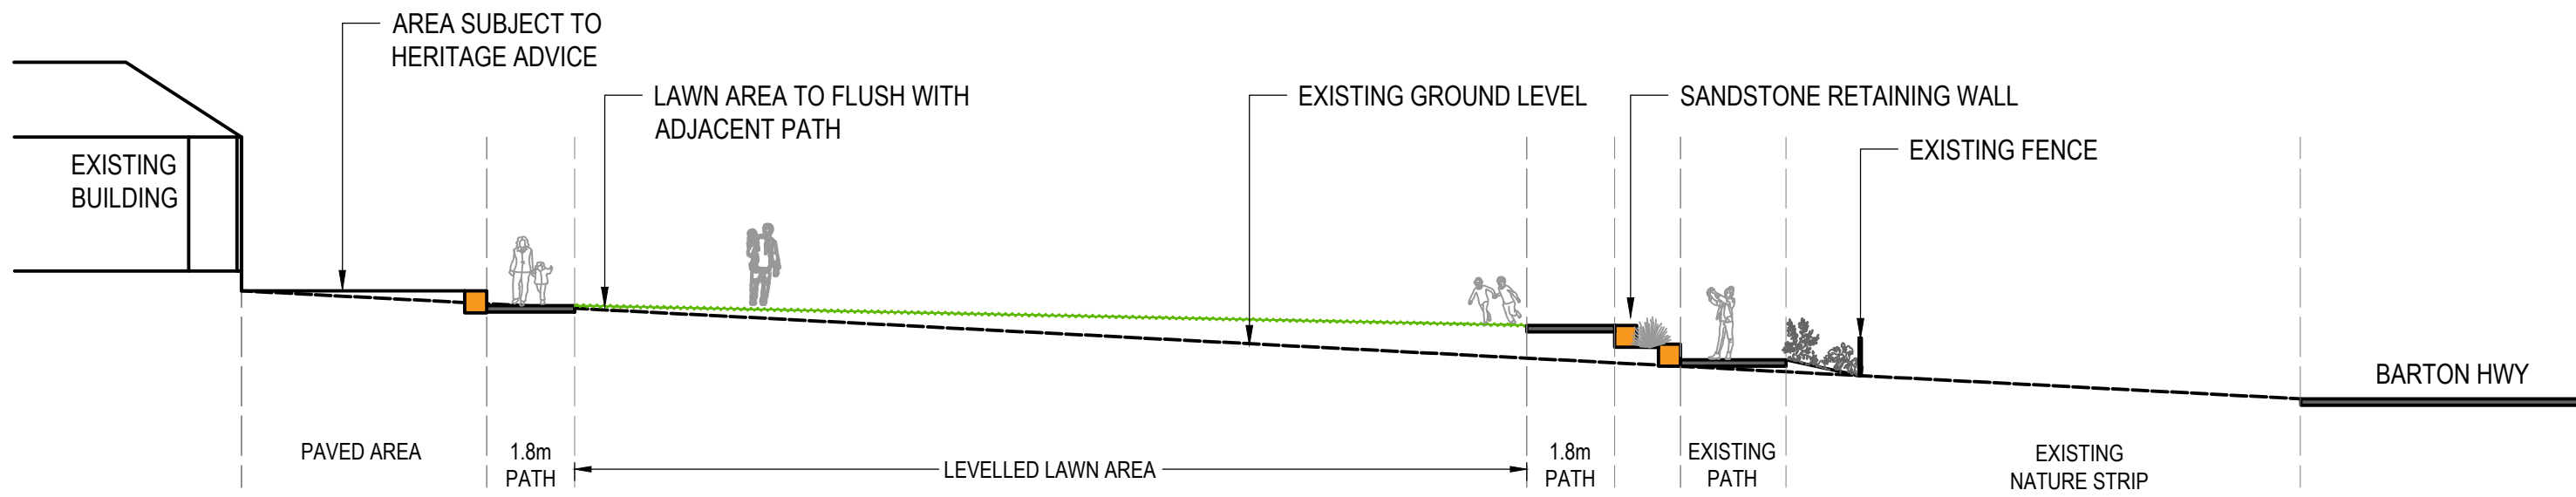 AREA SUBJECT TO
HERITAGE ADVICE
LAWN AREA TO FLUSH WITH
ADJACENT PATH
EXISTING GROUND LEVEL
SANDSTONE RETAINING WALL
EXISTING FENCE
EXISTING
BUILDING
BARTON HWY
PAVED AREA
1.8m
PATH
LEVELLED LAWN AREA
1.8m
PATH
EXISTING
PATH
EXISTING
NATURE STRIP